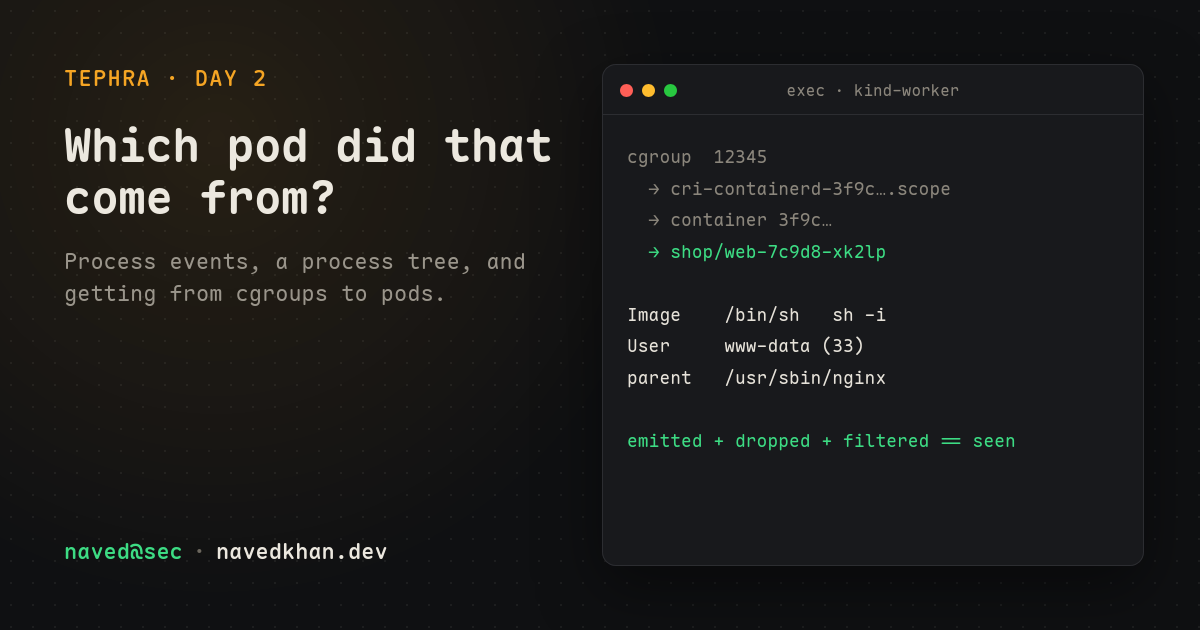 TEPHRA · DAY 2
Which pod did that
come from?
Process events, a process tree, and
getting from cgroups to pods.
naved@sec · navedkhan.dev
exec · kind-worker
cgroup  12345
→ cri-containerd-3f9c….scope
→ container 3f9c…
→ shop/web-7c9d8-xk2lp
Image    /bin/sh   sh -i
User     www-data (33)
parent   /usr/sbin/nginx
emitted + dropped + filtered == seen